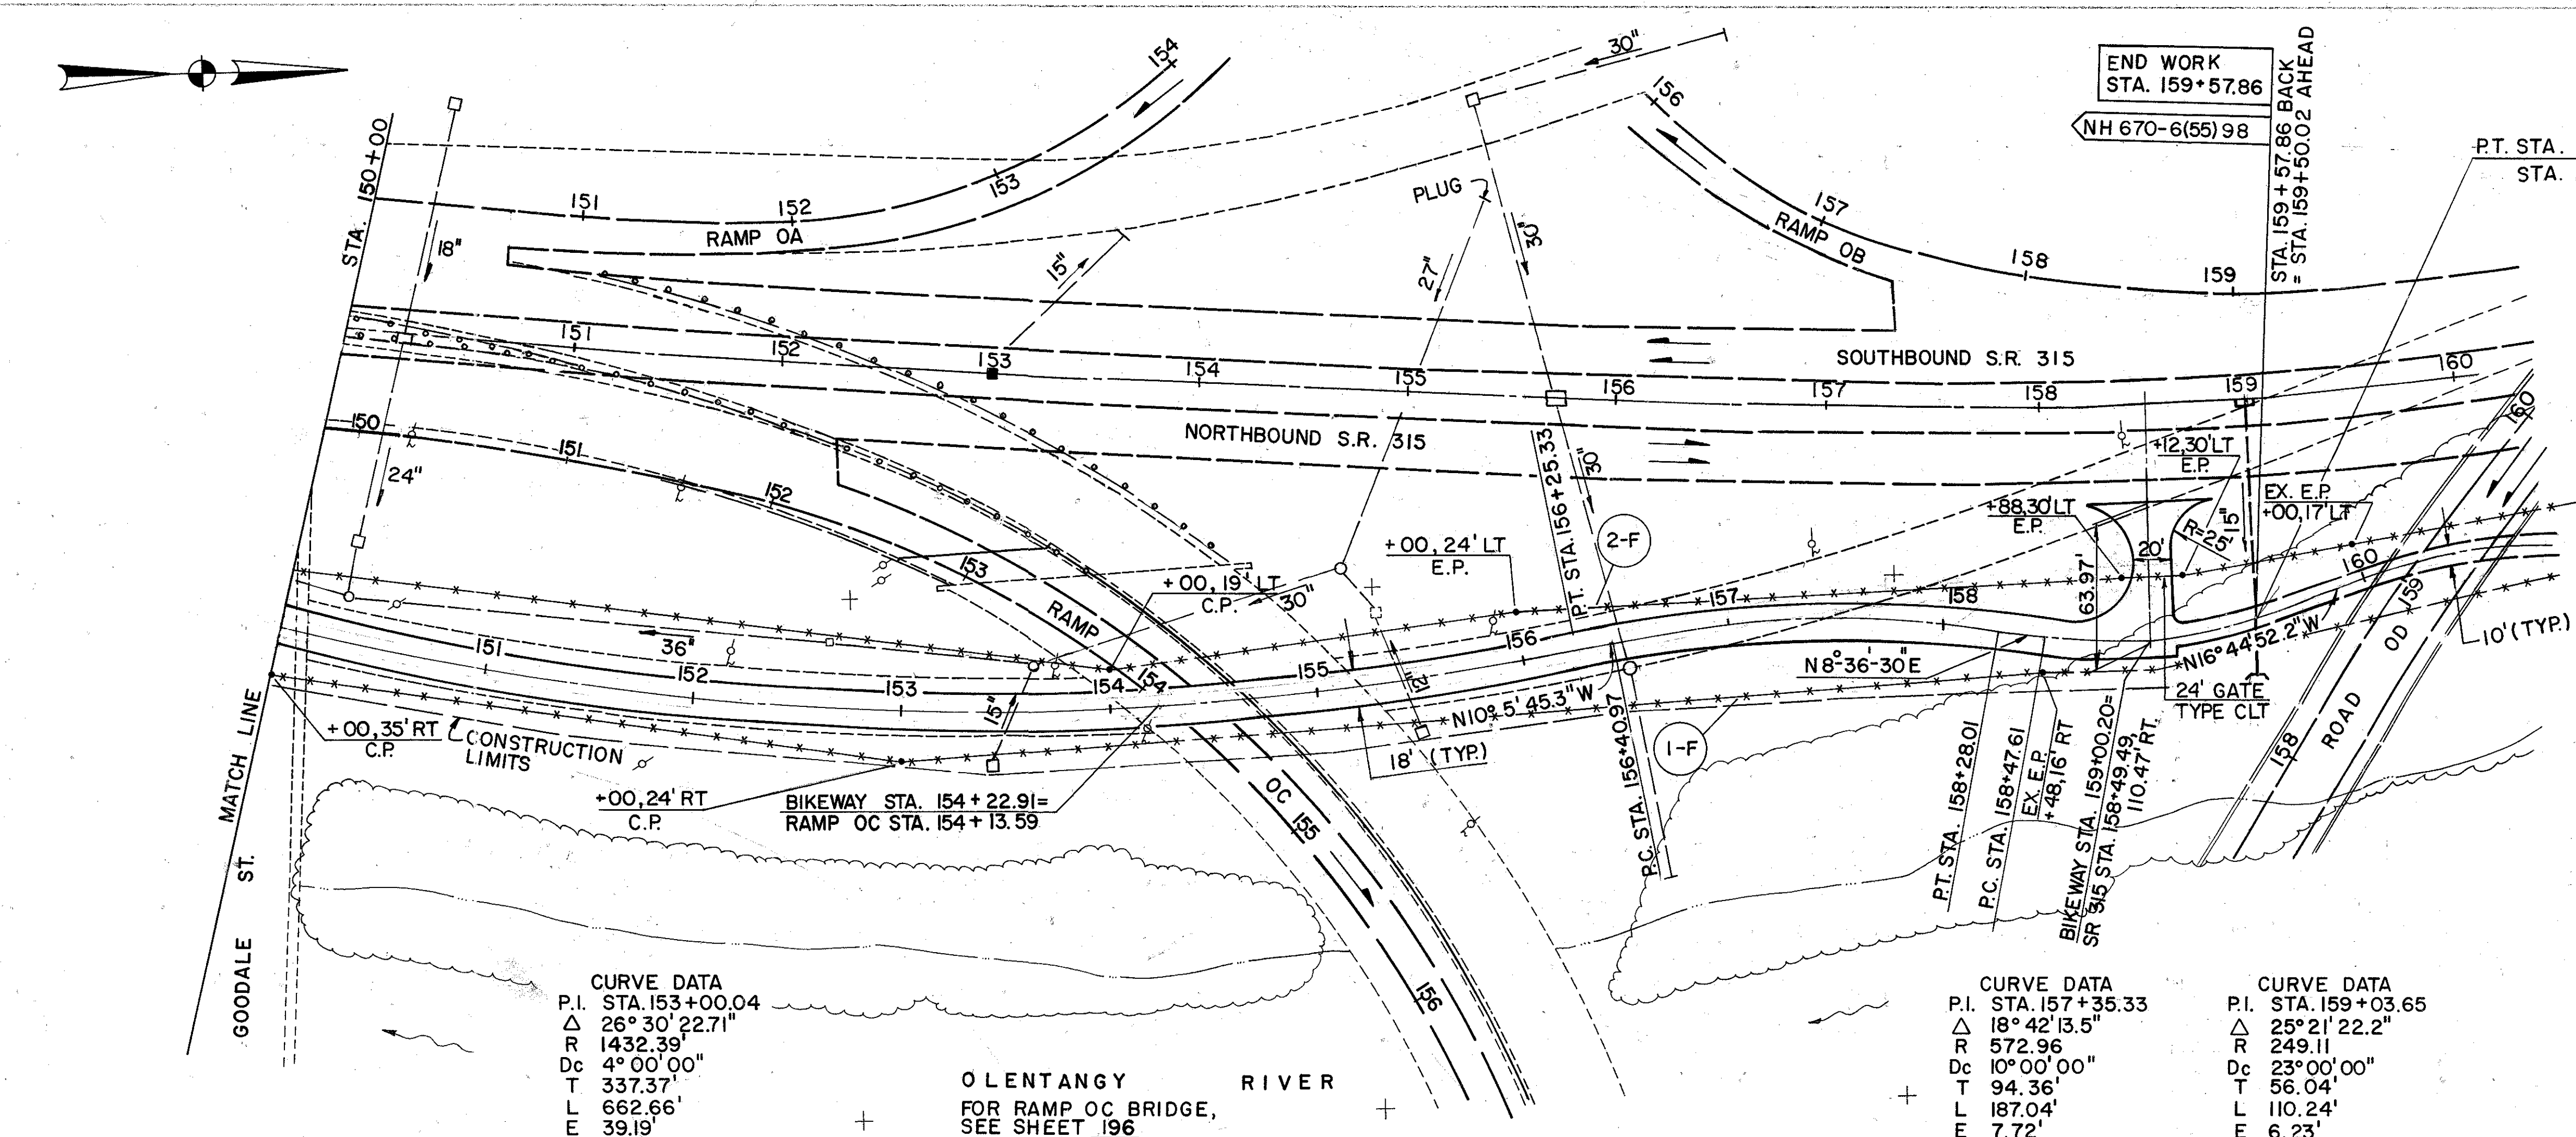 END WORK
STA. 159+57.86
NH 670-6(55)98
STA. 159+57.86 BACK
= STA. 159+50.02 AHEAD
P.T. STA.
STA.
154
30"
156
STA. 150+00
18"
151
152
153
RAMP OA
15"
PLUG
30"
27"
157
RAMP OB
158
159
151
152
153
154
155
156
157
158
159
160
SOUTHBOUND S.R. 315
NORTHBOUND S.R. 315
150
151
152
153
24"
RAMP
154
P.T. STA. 156+25.33
30"
2-F
+12,30' LT
E.P.
+88,30' LT
E.P.
EX. E.P.
+00,17' LT
R=25'
15"
20'
63.97'
160
+00, 24' LT
E.P.
+00, 19' LT
C.P.
30"
36"
151
152
153
154
155
156
157
158
160
159
OD
ROAD
158
10' (TYP.)
N16°44'52.2"W
N8°-36'-30"E
N10°5'45.3"W
24' GATE
TYPE CLT
12"
15"
18' (TYP.)
1-F
P.C. STA. 156+40.97
P.T. STA. 158+28.01
P.C. STA. 158+47.61
EX. E.P.
+48,16' RT
BIKEWAY STA. 159+00.20=
SR 315 STA. 158+49.49,
110.47' RT.
MATCH LINE
GOODALE ST.
+00,35' RT
C.P.
CONSTRUCTION
LIMITS
+00,24' RT
C.P.
BIKEWAY STA. 154+22.91=
RAMP OC STA. 154+13.59
OC
155
156
CURVE DATA
P.I. STA. 153+00.04
Δ 26° 30' 22.71"
R 1432.39'
Dc 4° 00' 00"
T 337.37'
L 662.66'
E 39.19'
OLENTANGY RIVER
FOR RAMP OC BRIDGE,
SEE SHEET 196
CURVE DATA
P.I. STA. 157+35.33
Δ 18° 42' 13.5"
R 572.96
Dc 10° 00' 00"
T 94.36'
L 187.04'
E 7.72'
CURVE DATA
P.I. STA. 159+03.65
Δ 25° 21' 22.2"
R 249.11
Dc 23° 00' 00"
T 56.04'
L 110.24'
E 6.23'